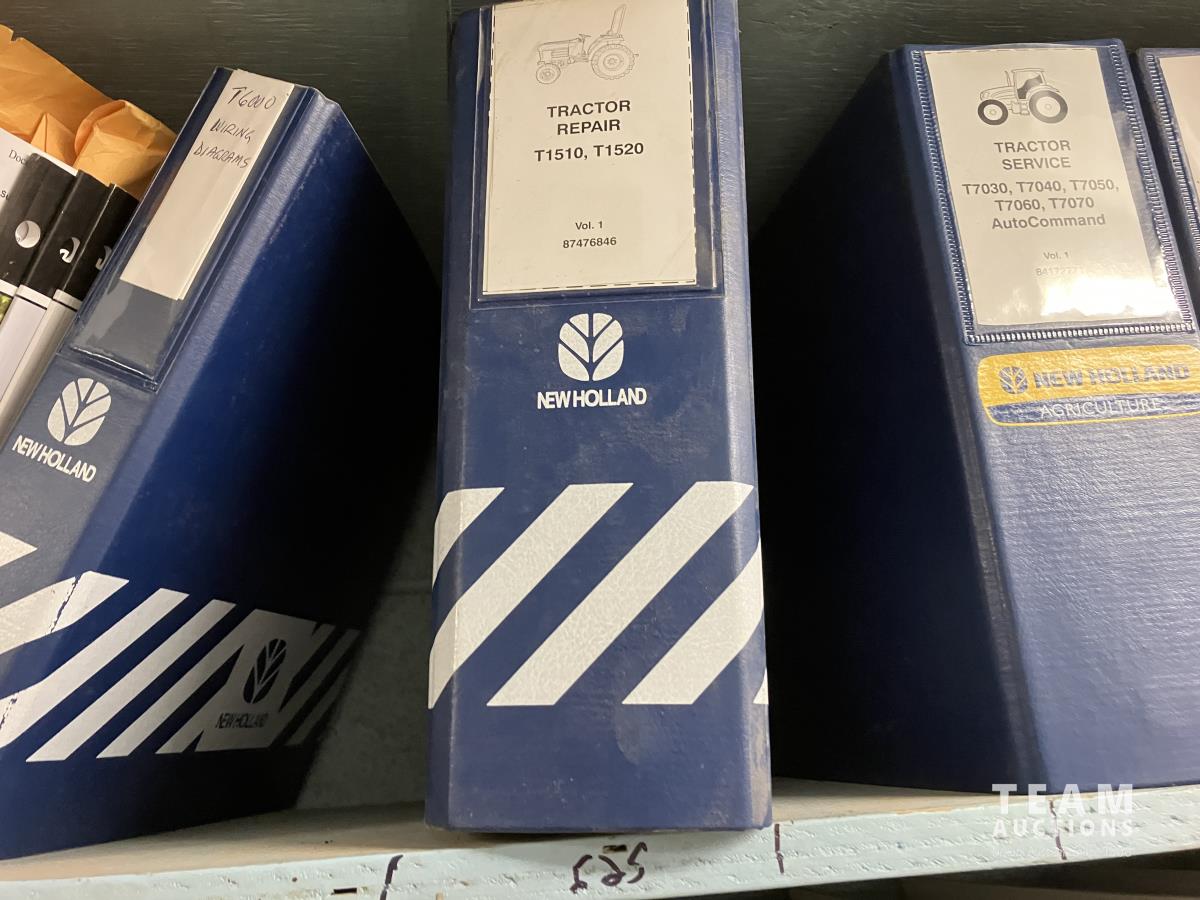 T6000
WIRING
DIAGRAMS
NEW HOLLAND
NEW HOLLAND
TRACTOR
REPAIR
T1510, T1520
Vol. 1
87476846
NEW HOLLAND
TRACTOR
SERVICE
T7030, T7040, T7050,
T7060, T7070
AutoCommand
Vol. 1
NEW HOLLAND
AGRICULTURE
525
TEAM
AUCTIONS